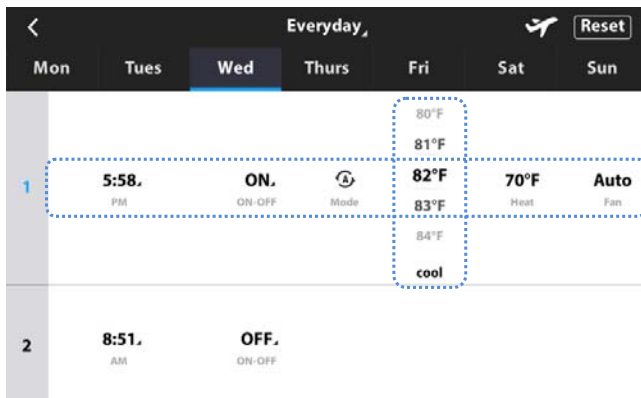 Everyday Reset
Mon Tues Wed Thurs Fri Sat Sun
80°F
81°F
1 5:58 ON A 82°F 70°F Auto
PM ON-OFF Mode 83°F Heat Fan
84°F
cool
2 8:51 OFF
AM ON-OFF